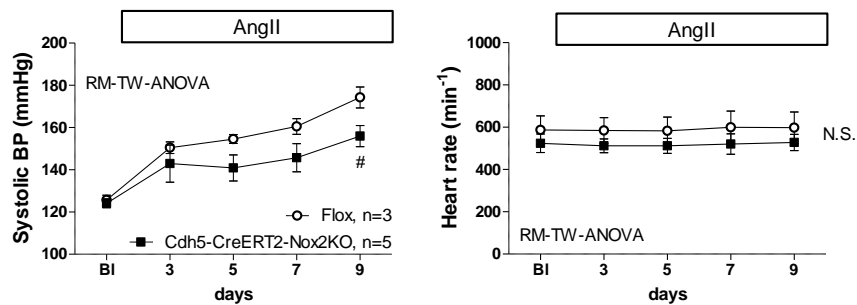 AngII
Systolic BP (mmHg)
200
180
160
140
120
100
RM-TW-ANOVA
#
Flox, n=3
Cdh5-CreERT2-Nox2KO, n=5
Bl 3 5 7 9
days
AngII
Heart rate (min⁻¹)
1000
800
600
400
200
0
N.S.
RM-TW-ANOVA
Bl 3 5 7 9
days